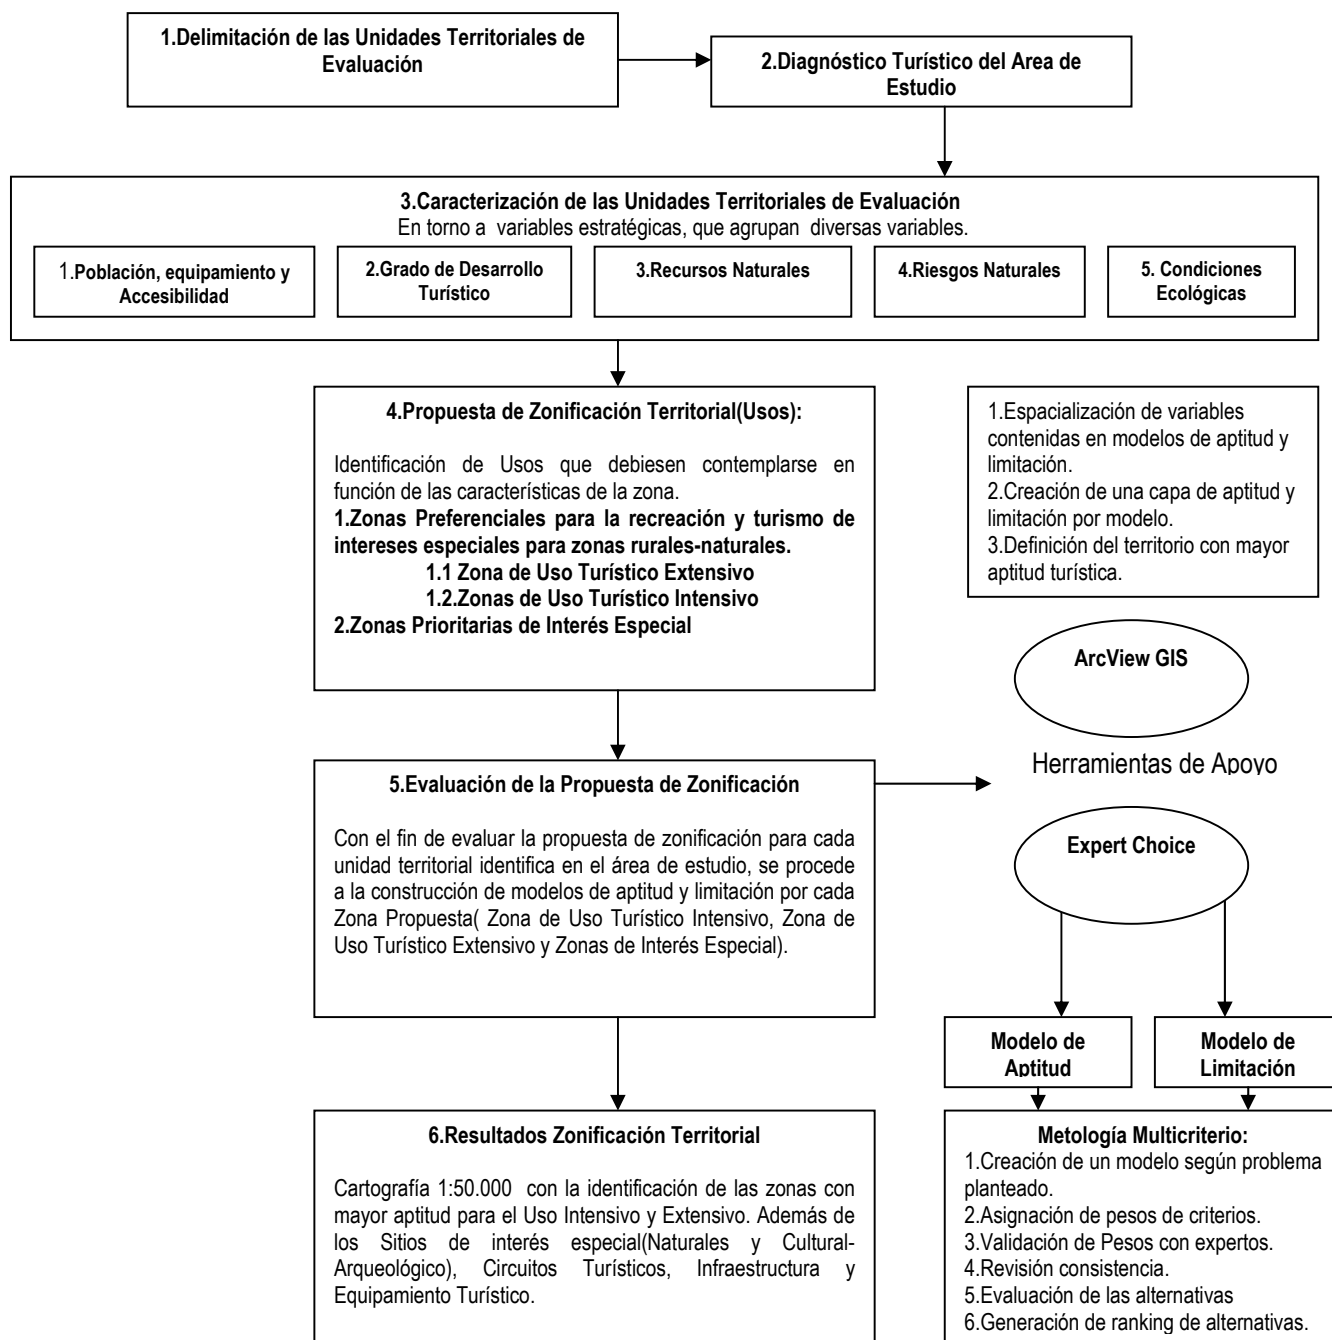 1.Delimitación de las Unidades Territoriales de
Evaluación
2.Diagnóstico Turístico del Area de
Estudio
3.Caracterización de las Unidades Territoriales de Evaluación
En torno a variables estratégicas, que agrupan diversas variables.
1.Población, equipamiento y
Accesibilidad
2.Grado de Desarrollo
Turístico
3.Recursos Naturales
4.Riesgos Naturales
5. Condiciones
Ecológicas
4.Propuesta de Zonificación Territorial(Usos):
Identificación de Usos que debiesen contemplarse en
función de las características de la zona.
1.Zonas Preferenciales para la recreación y turismo de
intereses especiales para zonas rurales-naturales.
1.1 Zona de Uso Turístico Extensivo
1.2.Zonas de Uso Turístico Intensivo
2.Zonas Prioritarias de Interés Especial
1.Espacialización de variables
contenidas en modelos de aptitud y
limitación.
2.Creación de una capa de aptitud y
limitación por modelo.
3.Definición del territorio con mayor
aptitud turística.
ArcView GIS
Herramientas de Apoyo
Expert Choice
5.Evaluación de la Propuesta de Zonificación
Con el fin de evaluar la propuesta de zonificación para cada
unidad territorial identifica en el área de estudio, se procede
a la construcción de modelos de aptitud y limitación por cada
Zona Propuesta( Zona de Uso Turístico Intensivo, Zona de
Uso Turístico Extensivo y Zonas de Interés Especial).
Modelo de
Aptitud
Modelo de
Limitación
6.Resultados Zonificación Territorial
Cartografía 1:50.000 con la identificación de las zonas con
mayor aptitud para el Uso Intensivo y Extensivo. Además de
los Sitios de interés especial(Naturales y Cultural-
Arqueológico), Circuitos Turísticos, Infraestructura y
Equipamiento Turístico.
Metología Multicriterio:
1.Creación de un modelo según problema
planteado.
2.Asignación de pesos de criterios.
3.Validación de Pesos con expertos.
4.Revisión consistencia.
5.Evaluación de las alternativas
6.Generación de ranking de alternativas.